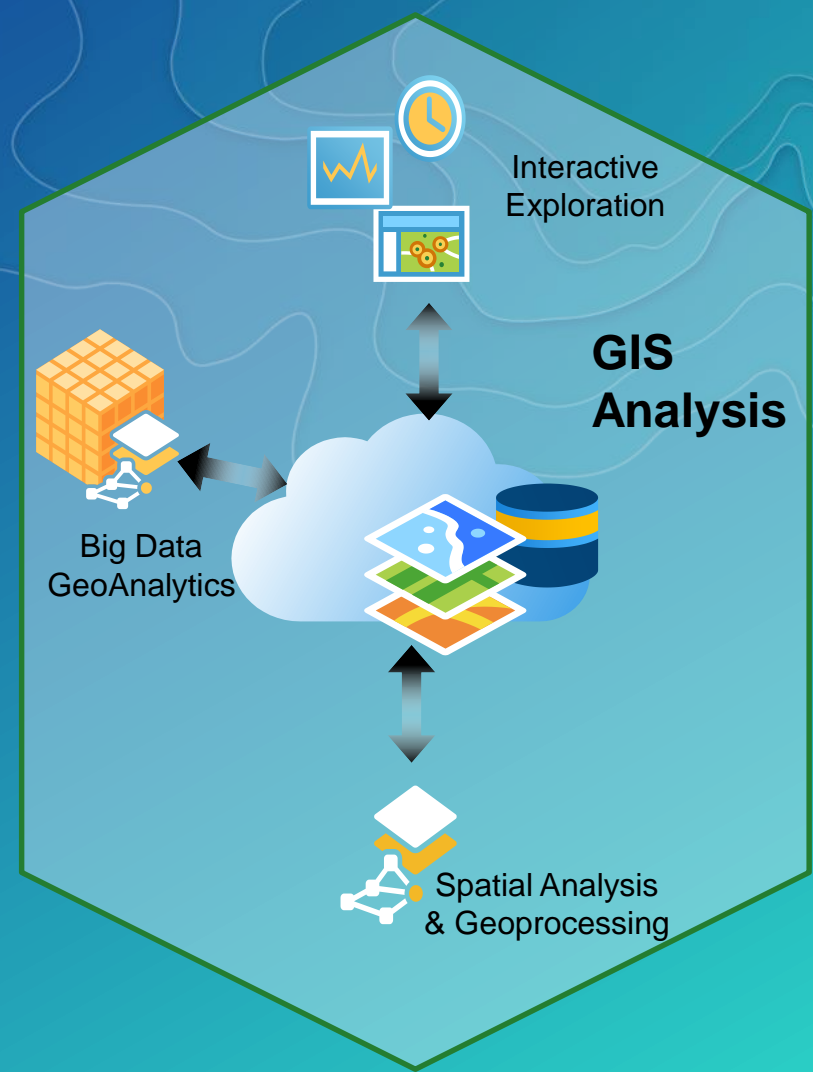 Interactive
Exploration
GIS
Analysis
Big Data
GeoAnalytics
Spatial Analysis
& Geoprocessing